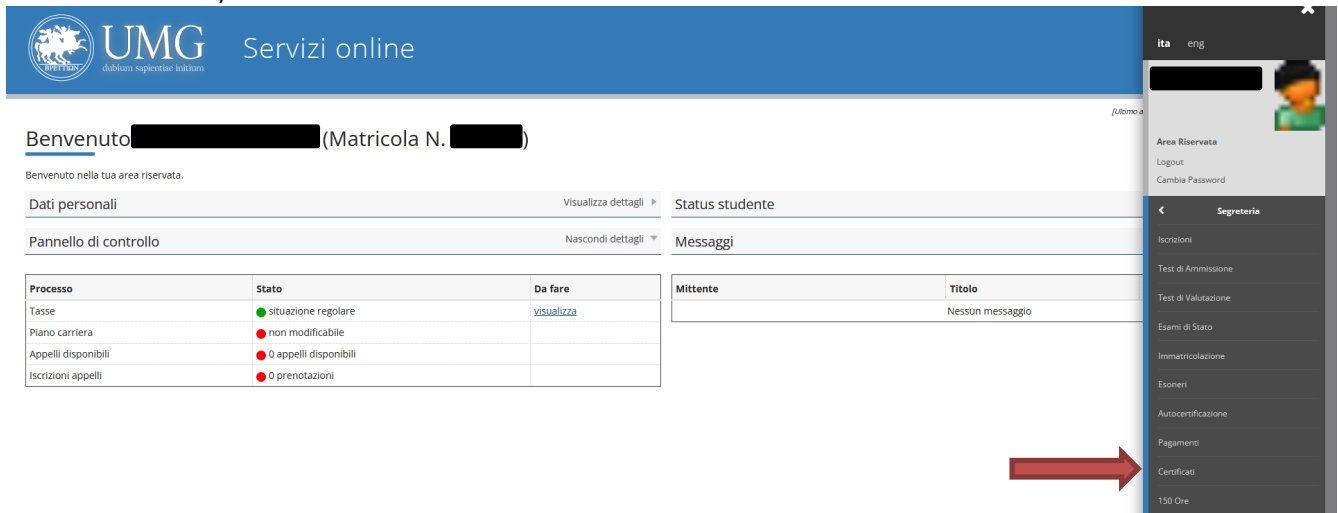 UMG
dubium sapientiae initium
Servizi online
ita eng
Benvenuto (Matricola N. )
[Ultimo a
Benvenuto nella tua area riservata.
Dati personali Visualizza dettagli
Pannello di controllo Nascondi dettagli
Processo Stato Da fare
Tasse situazione regolare visualizza
Piano carriera non modificabile
Appelli disponibili 0 appelli disponibili
Iscrizioni appelli 0 prenotazioni
Status studente
Messaggi
Mittente Titolo
Nessun messaggio
Area Riservata
Logout
Cambia Password
Segreteria
Iscrizioni
Test di Ammissione
Test di Valutazione
Esami di Stato
Immatricolazione
Esoneri
Autocertificazione
Pagamenti
Certificati
150 Ore